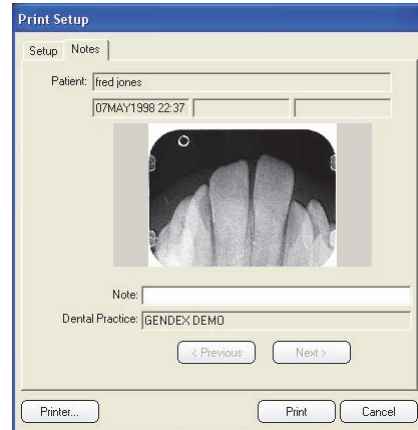 Print Setup
Setup Notes
Patient: fred jones
07MAY1998 22:37
Note:
Dental Practice: GENDEX DEMO
< Previous Next >
Printer... Print Cancel